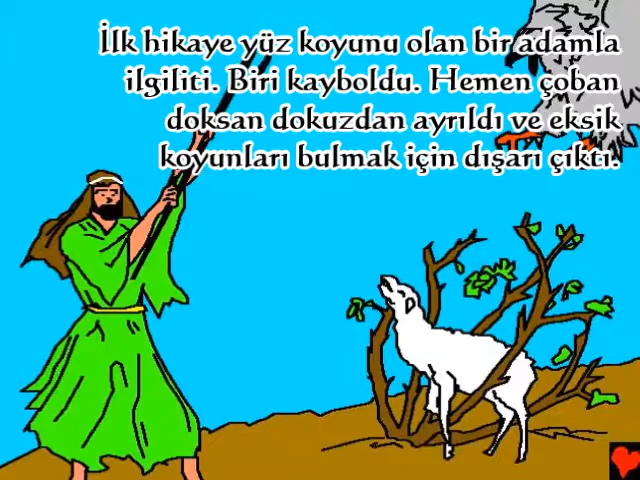 İlk hikaye yüz koyunu olan bir adamla
ilgiliti. Biri kayboldu. Hemen çoban
doksan dokuzdan ayrıldı ve eksik
koyunları bulmak için dışarı çıktı.